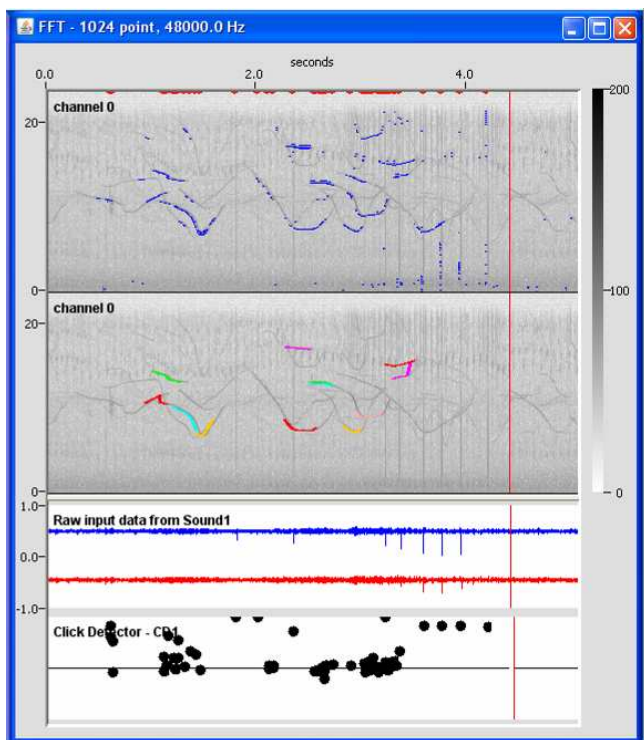 FFT - 1024 point, 48000.0 Hz
seconds
0.0 2.0 4.0
200
channel 0
20
0
100
channel 0
20
0
0
1.0
Raw input data from Sound1
0.0
-1.0
Click Detector - CD1